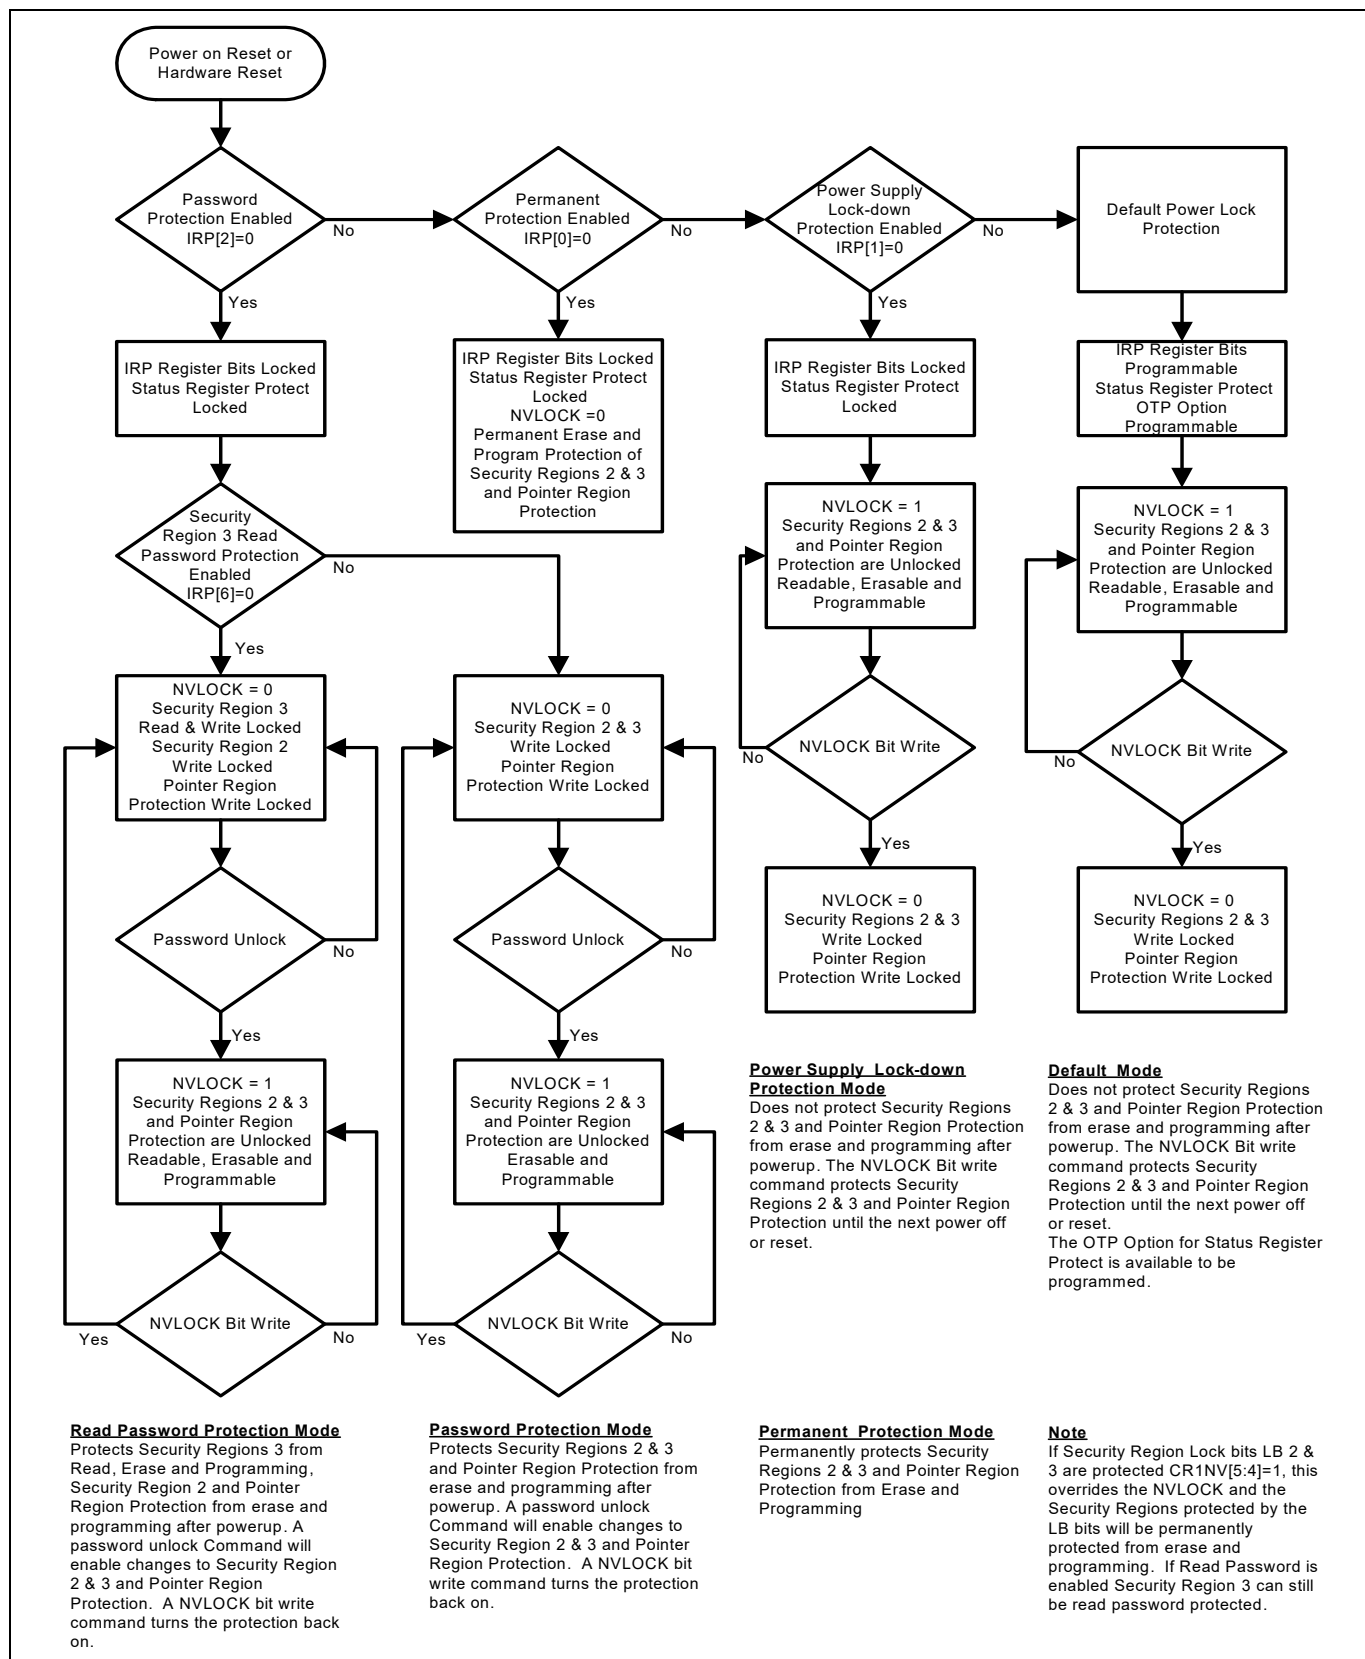 Power on Reset or
Hardware Reset
Password
Protection Enabled
IRP[2]=0
No
Yes
Permanent
Protection Enabled
IRP[0]=0
No
Yes
Power Supply
Lock-down
Protection Enabled
IRP[1]=0
No
Yes
Default Power Lock
Protection
IRP Register Bits Locked
Status Register Protect
Locked
IRP Register Bits Locked
Status Register Protect
Locked
NVLOCK =0
Permanent Erase and
Program Protection of
Security Regions 2 & 3
and Pointer Region
Protection
IRP Register Bits Locked
Status Register Protect
Locked
IRP Register Bits
Programmable
Status Register Protect
OTP Option
Programmable
Security
Region 3 Read
Password Protection
Enabled
IRP[6]=0
No
Yes
NVLOCK = 1
Security Regions 2 & 3
and Pointer Region
Protection are Unlocked
Readable, Erasable and
Programmable
NVLOCK = 1
Security Regions 2 & 3
and Pointer Region
Protection are Unlocked
Readable, Erasable and
Programmable
NVLOCK = 0
Security Region 3
Read & Write Locked
Security Region 2
Write Locked
Pointer Region
Protection Write Locked
NVLOCK = 0
Security Region 2 & 3
Write Locked
Pointer Region
Protection Write Locked
NVLOCK Bit Write
No
Yes
NVLOCK Bit Write
No
Yes
Password Unlock
No
Yes
Password Unlock
No
Yes
NVLOCK = 0
Security Regions 2 & 3
Write Locked
Pointer Region
Protection Write Locked
NVLOCK = 0
Security Regions 2 & 3
Write Locked
Pointer Region
Protection Write Locked
NVLOCK = 1
Security Regions 2 & 3
and Pointer Region
Protection are Unlocked
Readable, Erasable and
Programmable
NVLOCK = 1
Security Regions 2 & 3
and Pointer Region
Protection are Unlocked
Erasable and
Programmable
Power Supply Lock-down
Protection Mode
Does not protect Security Regions
2 & 3 and Pointer Region Protection
from erase and programming after
powerup. The NVLOCK Bit write
command protects Security
Regions 2 & 3 and Pointer Region
Protection until the next power off
or reset.
Default Mode
Does not protect Security Regions
2 & 3 and Pointer Region Protection
from erase and programming after
powerup. The NVLOCK Bit write
command protects Security
Regions 2 & 3 and Pointer Region
Protection until the next power off
or reset.
The OTP Option for Status Register
Protect is available to be
programmed.
NVLOCK Bit Write
Yes
No
NVLOCK Bit Write
Yes
No
Read Password Protection Mode
Protects Security Regions 3 from
Read, Erase and Programming,
Security Region 2 and Pointer
Region Protection from erase and
programming after powerup. A
password unlock Command will
enable changes to Security Region
2 & 3 and Pointer Region
Protection. A NVLOCK bit write
command turns the protection back
on.
Password Protection Mode
Protects Security Regions 2 & 3
and Pointer Region Protection from
erase and programming after
powerup. A password unlock
Command will enable changes to
Security Region 2 & 3 and Pointer
Region Protection. A NVLOCK bit
write command turns the protection
back on.
Permanent Protection Mode
Permanently protects Security
Regions 2 & 3 and Pointer Region
Protection from Erase and
Programming
Note
If Security Region Lock bits LB 2 &
3 are protected CR1NV[5:4]=1, this
overrides the NVLOCK and the
Security Regions protected by the
LB bits will be permanently
protected from erase and
programming. If Read Password is
enabled Security Region 3 can still
be read password protected.